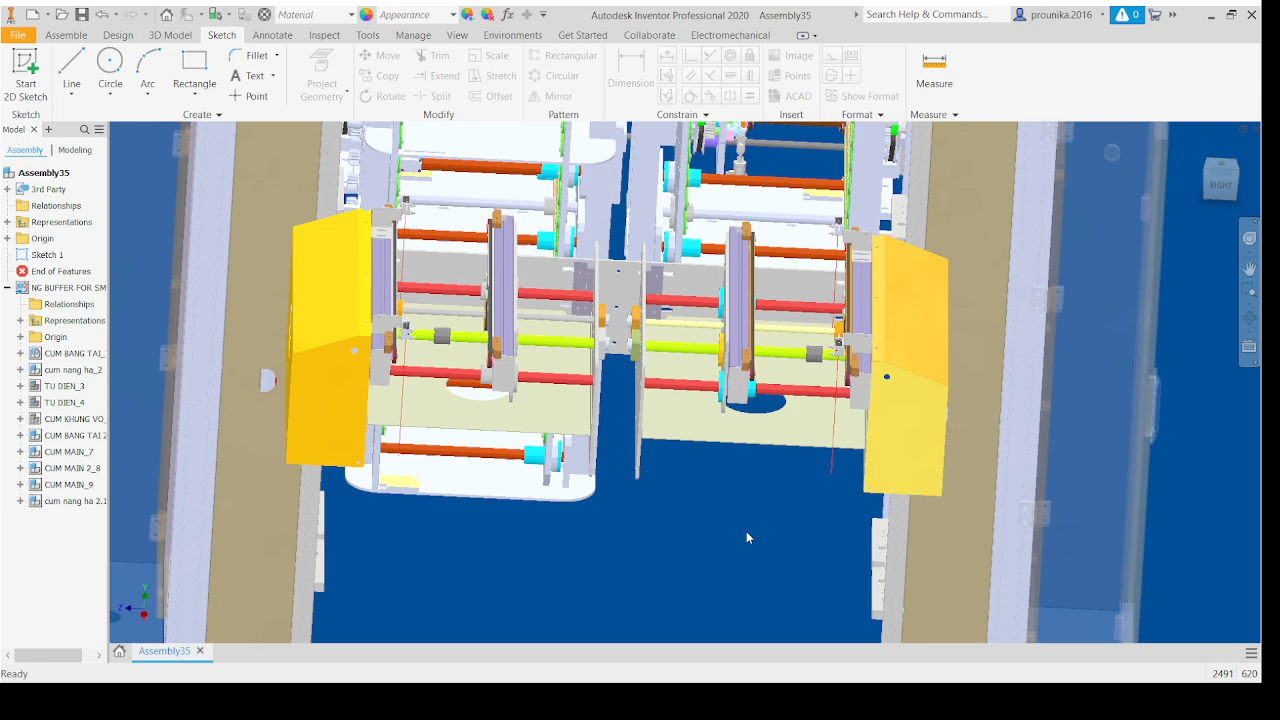 Material
Appearance
Autodesk Inventor Professional 2020 Assembly35
Search Help & Commands...
prounika.2016
0
File Assemble Design 3D Model Sketch Annotate Inspect Tools Manage View Environments Get Started Collaborate Electromechanical
Start
2D Sketch
Line
Circle
Arc
Rectangle
Fillet
Text
Point
Project
Geometry
Move
Trim
Scale
Copy
Extend
Stretch
Rotate
Split
Offset
Rectangular
Circular
Mirror
Dimension
Image
Points
ACAD
Show Format
Measure
Sketch
Create
Modify
Pattern
Constrain
Insert
Format
Measure
Model
Assembly Modeling
Assembly35
3rd Party
Relationships
Representations
Origin
Sketch 1
End of Features
NG BUFFER FOR SM
Relationships
Representations
Origin
CUM BANG TAI_
cum nang ha_2
TU DIEN_3
TU DIEN_4
CUM KHUNG VO_
CUM BANG TAI 2
CUM MAIN_7
CUM MAIN 2_8
CUM MAIN_9
cum nang ha 2.1
RIGHT
Y
Z
Assembly35
Ready
2491 620